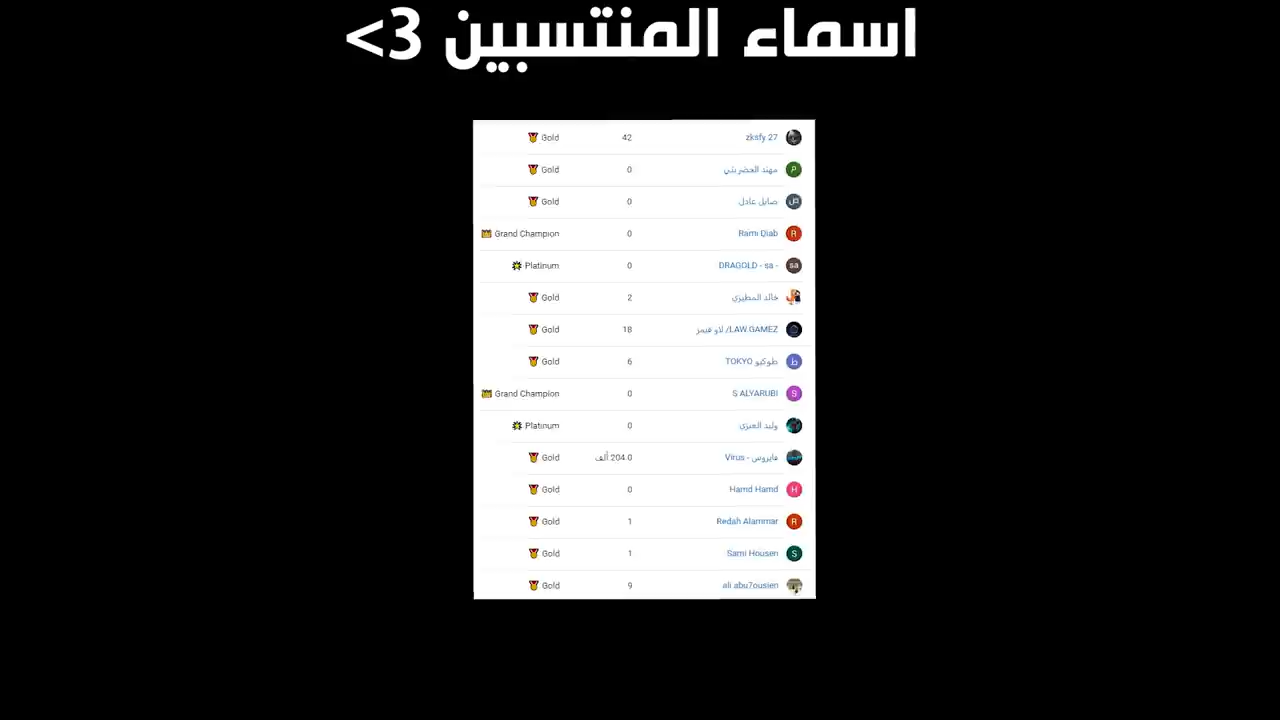 اسماء المنتسبين 3>
zksfy 27 42 Gold
P مهند الحضريتي 0 Gold
صايل عادل 0 Gold
R Rami Diab 0 Grand Champion
sa DRAGOLD - sa - 0 Platinum
خالد المطيري 2 Gold
LAW.GAMEZ/ لاو قيمز 18 Gold
ط طوكيو TOKYO 6 Gold
S S ALYARUBI 0 Grand Champion
وليد العنزي 0 Platinum
فايروس - Virus 204.0 ألف Gold
H Hamd Hamd 0 Gold
R Redah Alammar 1 Gold
S Sami Housen 1 Gold
ali abu7ousien 9 Gold